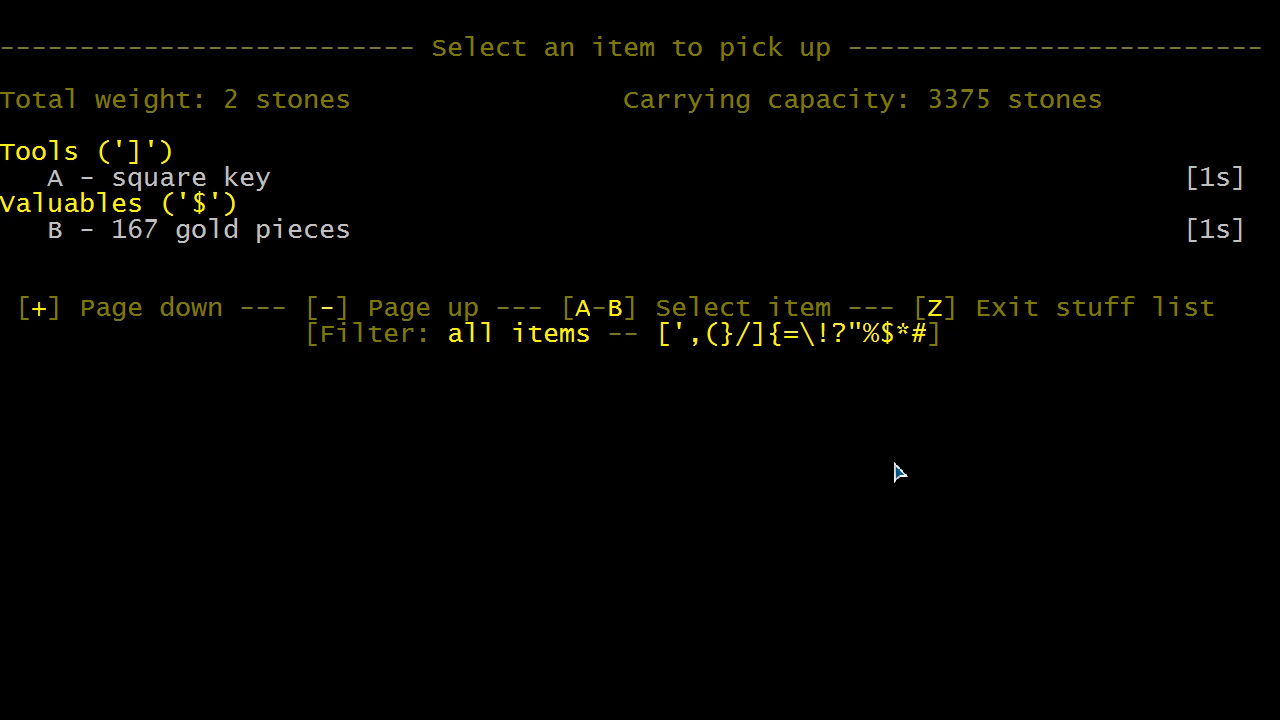 -------------------------- Select an item to pick up --------------------------
Total weight: 2 stones Carrying capacity: 3375 stones
Tools (']')
A - square key [1s]
Valuables ('$')
B - 167 gold pieces [1s]
[+] Page down --- [-] Page up --- [A-B] Select item --- [Z] Exit stuff list
[Filter: all items -- [',(}/]{=\!?"%$*#]